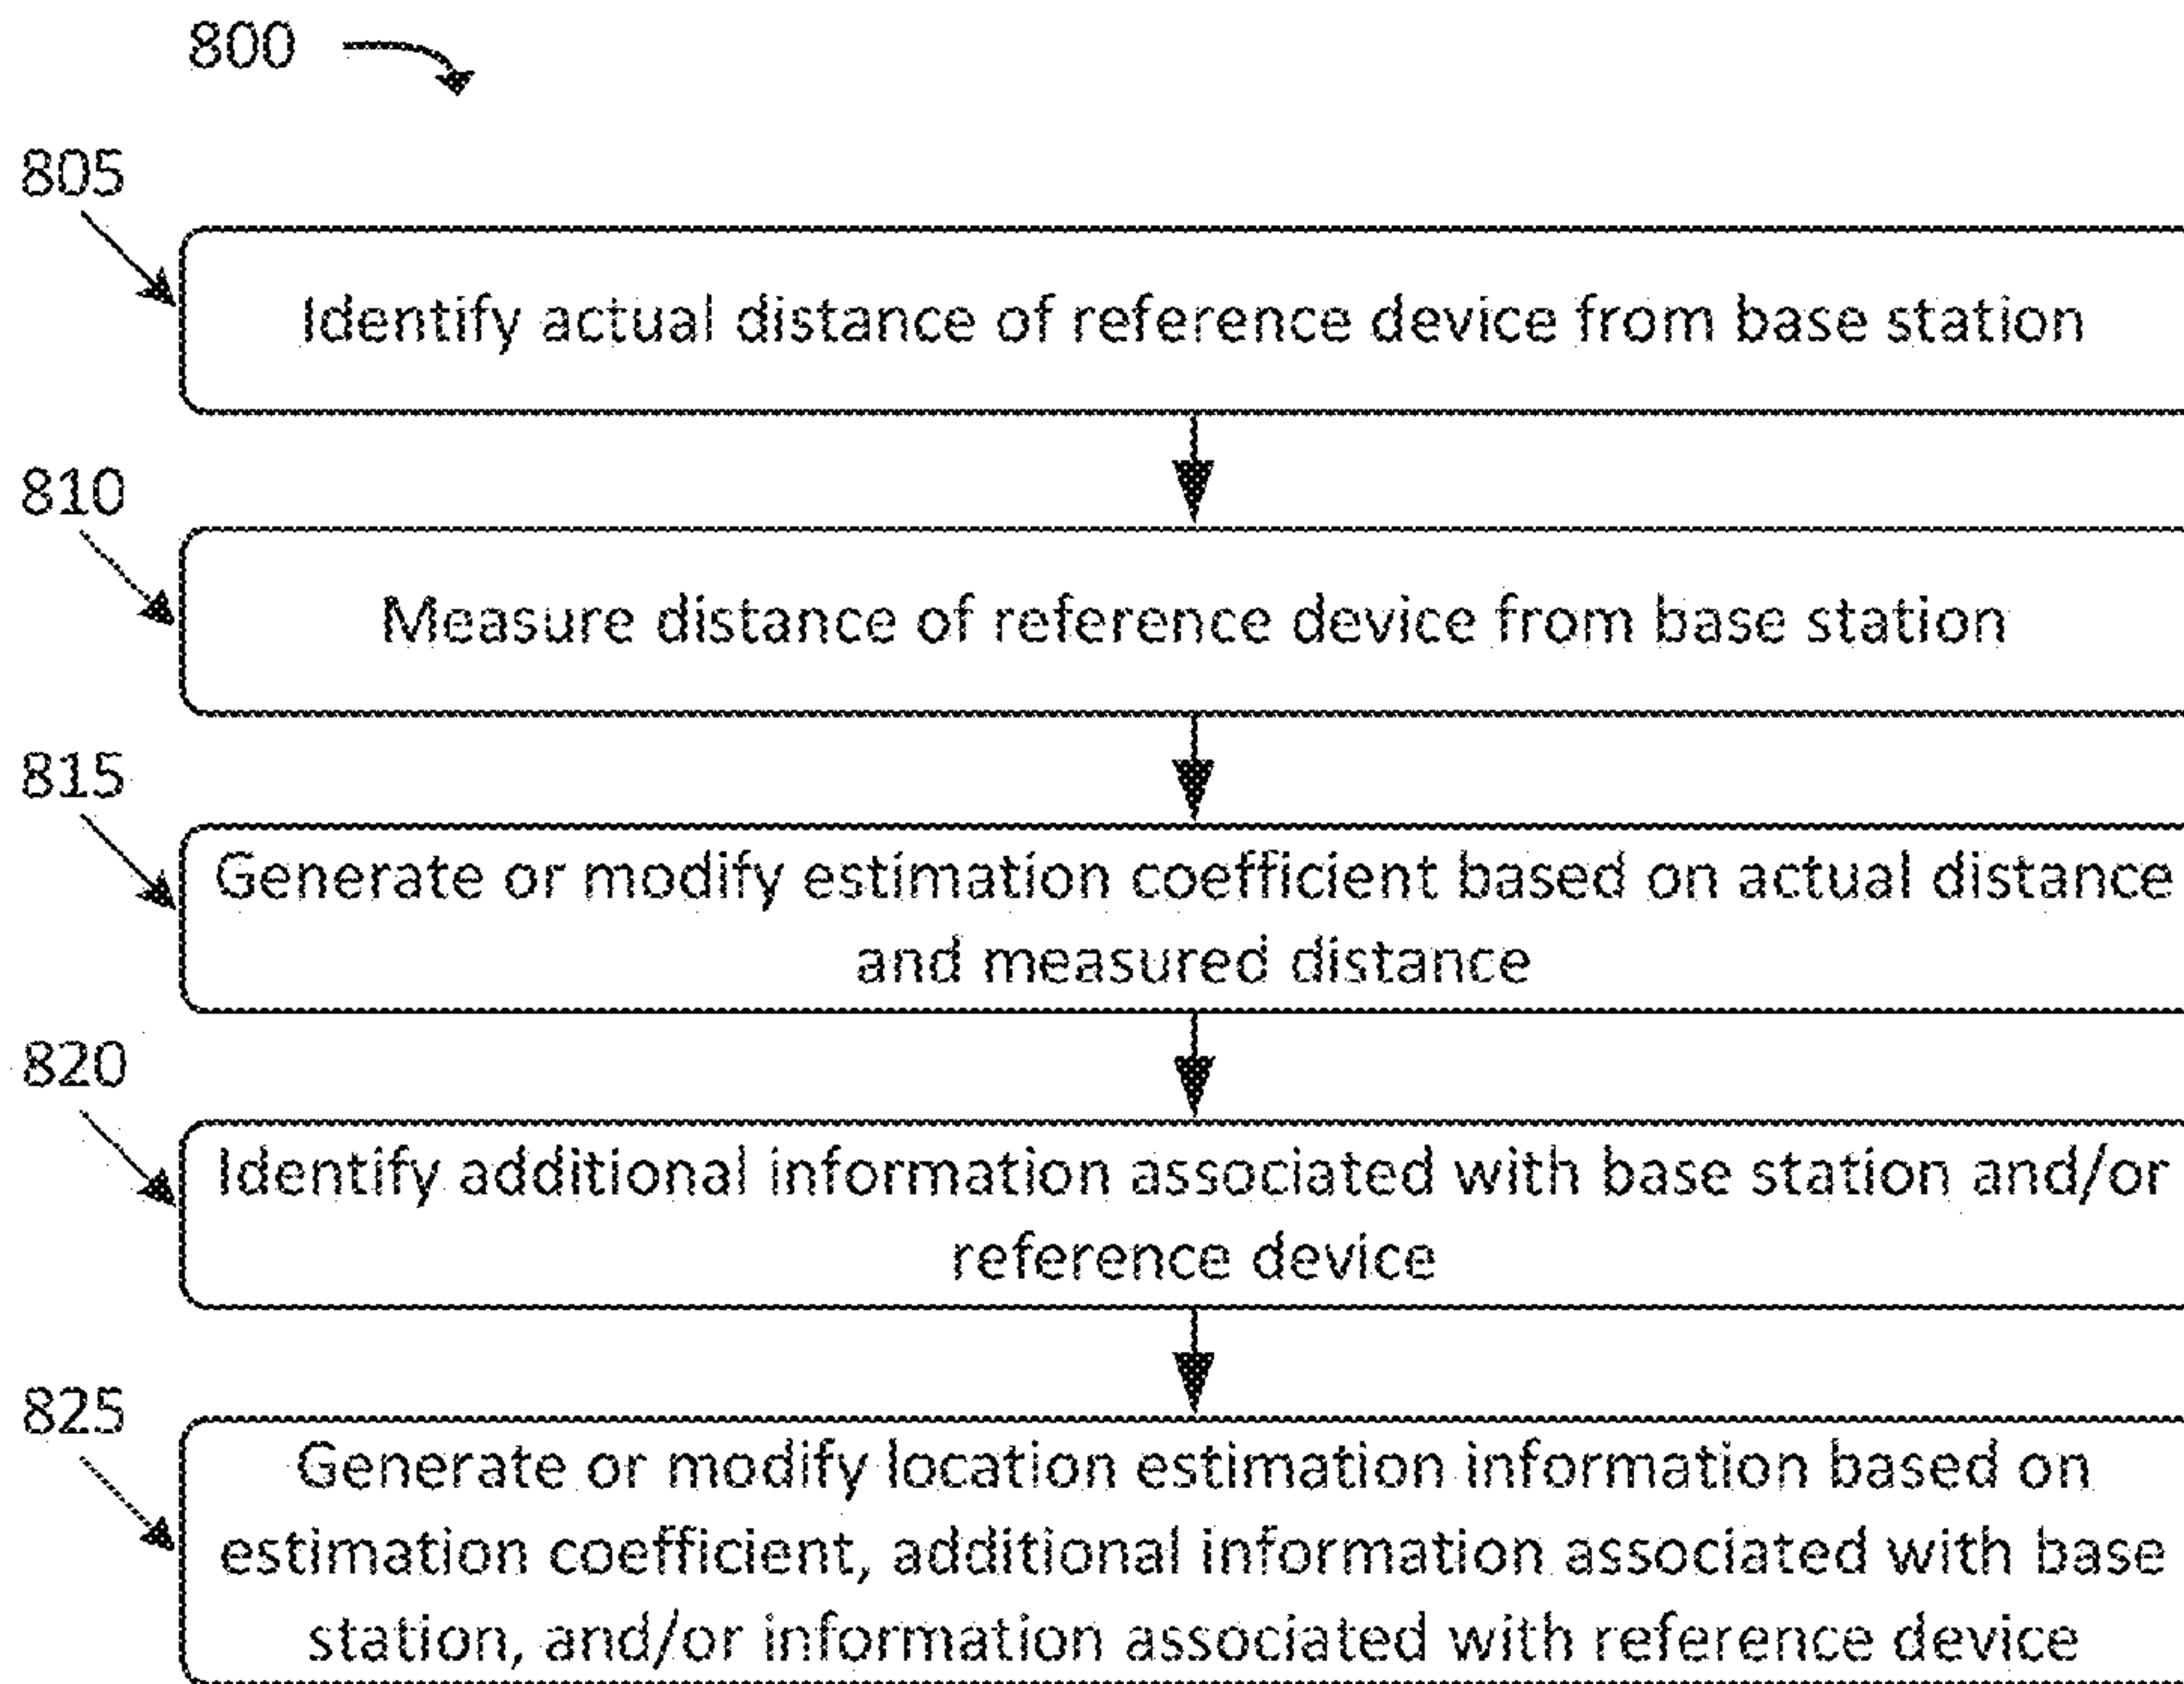 800
805
Identify actual distance of reference device from base station
810
Measure distance of reference device from base station
815
Generate or modify estimation coefficient based on actual distance
and measured distance
820
Identify additional information associated with base station and/or
reference device
825
Generate or modify location estimation information based on
estimation coefficient, additional information associated with base
station, and/or information associated with reference device